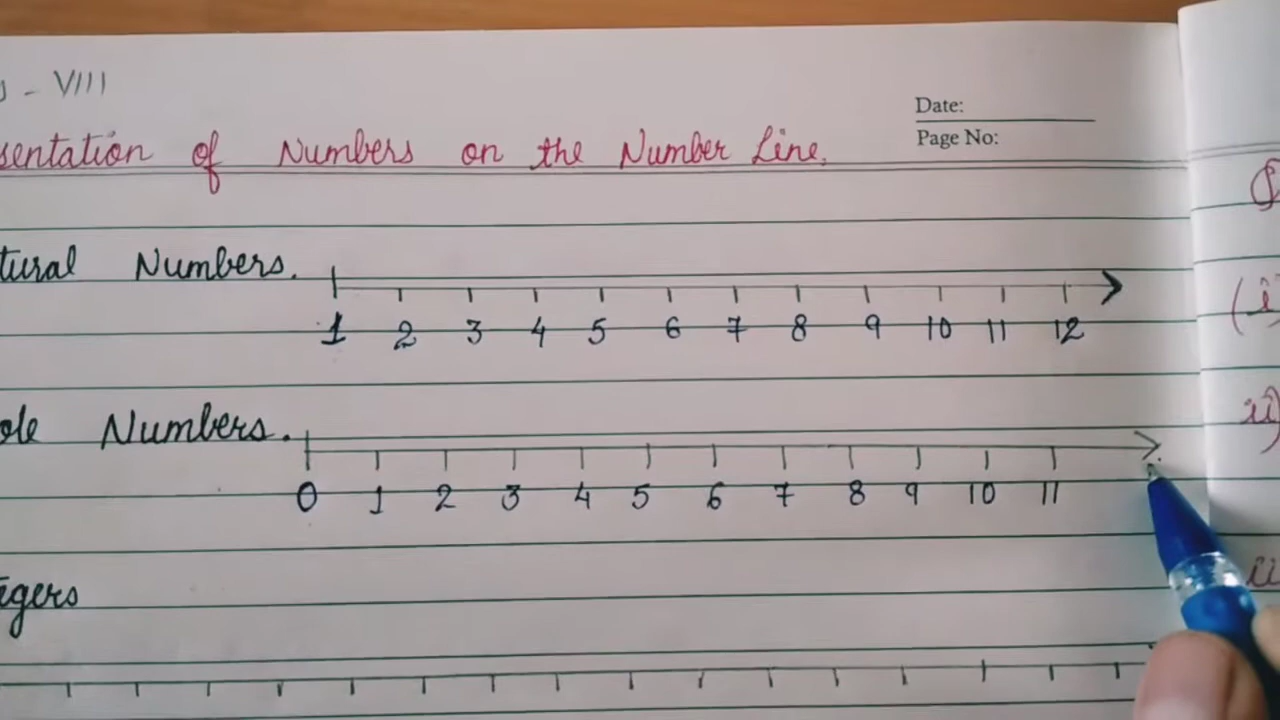 - VIII
Date:
Page No:
sentation of Numbers on the Number Line.
tural Numbers.
1 2 3 4 5 6 7 8 9 10 11 12
(i
ole Numbers.
ii)
0 1 2 3 4 5 6 7 8 9 10 11
egers
ii